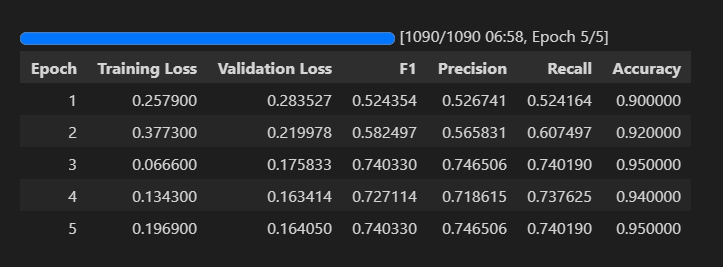 [1090/1090 06:58, Epoch 5/5]
Epoch Training Loss Validation Loss F1 Precision Recall Accuracy
1 0.257900 0.283527 0.524354 0.526741 0.524164 0.900000
2 0.377300 0.219978 0.582497 0.565831 0.607497 0.920000
3 0.066600 0.175833 0.740330 0.746506 0.740190 0.950000
4 0.134300 0.163414 0.727114 0.718615 0.737625 0.940000
5 0.196900 0.164050 0.740330 0.746506 0.740190 0.950000